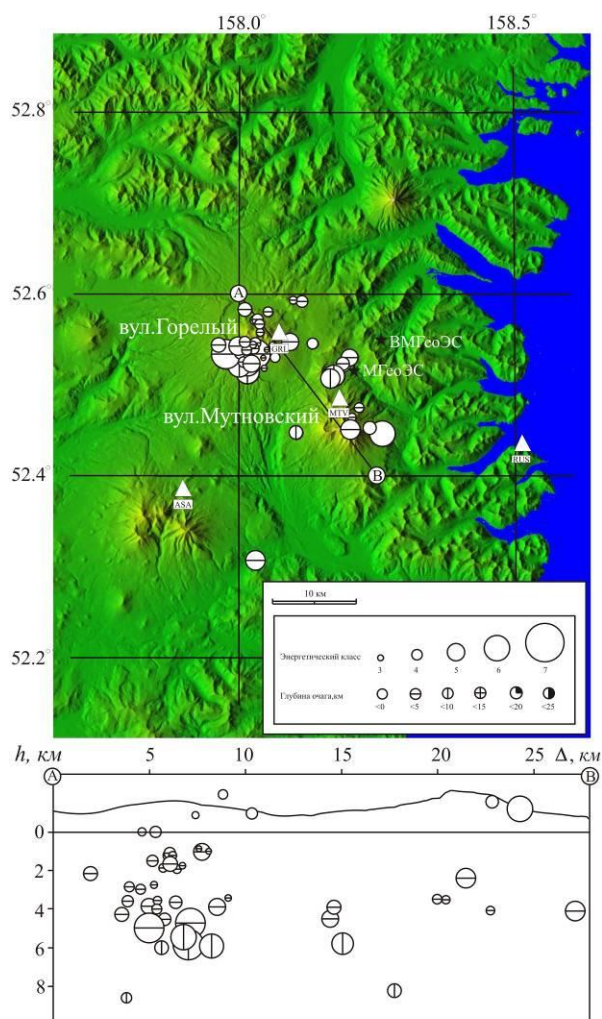 158.0° 158.5°
52.8°
52.6°
A
вул.Горелый
GRL
ВМГеоЭС
МГеоЭС
вул.Мутновский
MTV
RUS
52.4°
B
ASA
10 км
Энергетический класс
3 4 5 6 7
Глубина очага,км
<0 <5 <10 <15 <20 <25
52.2°
h, км 5 10 15 20 25 Δ, км
A B
0
2
4
6
8